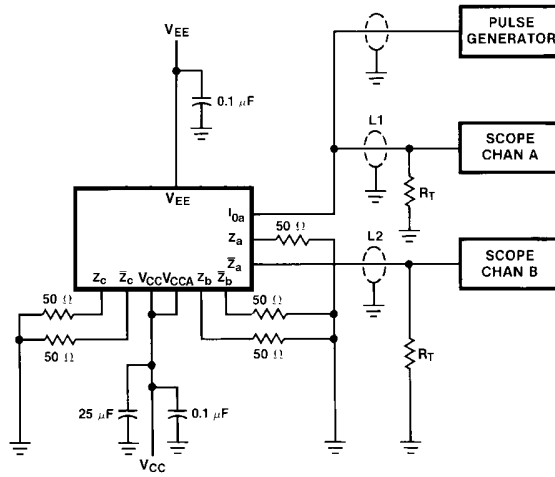 PULSE
GENERATOR
V_EE
0.1 μF
L1
SCOPE
CHAN A
R_T
V_EE
I_0a
Z_a
50 Ω
L2
Z̅_a
SCOPE
CHAN B
Z_c Z̅_c V_CC V_CCA Z_b Z̅_b
50 Ω
50 Ω
50 Ω
50 Ω
R_T
25 μF
0.1 μF
V_CC